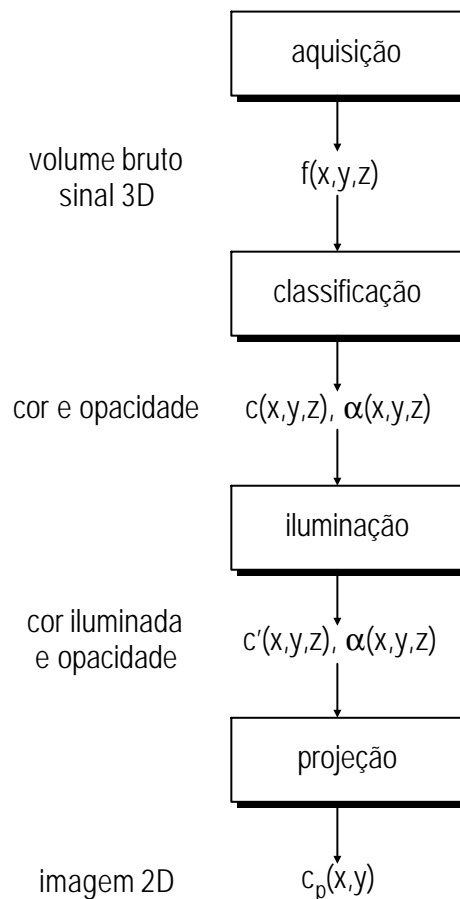 aquisição
volume bruto
sinal 3D
f(x,y,z)
classificação
cor e opacidade
c(x,y,z), α(x,y,z)
iluminação
cor iluminada
e opacidade
c'(x,y,z), α(x,y,z)
projeção
imagem 2D
cₚ(x,y)